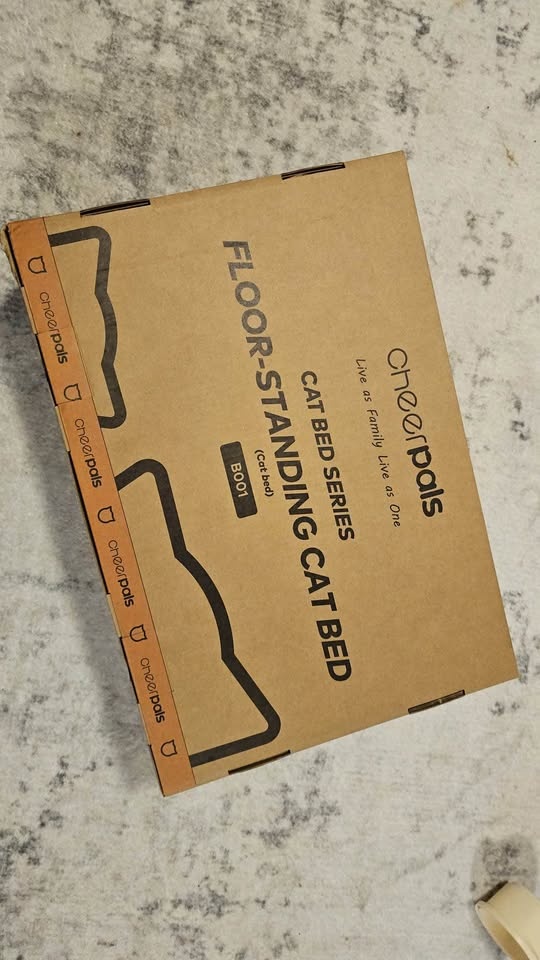 Cheerpals
Live as Family Live as One
CAT BED SERIES
FLOOR-STANDING CAT BED
(Cat bed)
B001
cheerpals
cheerpals
cheerpals
cheerpals